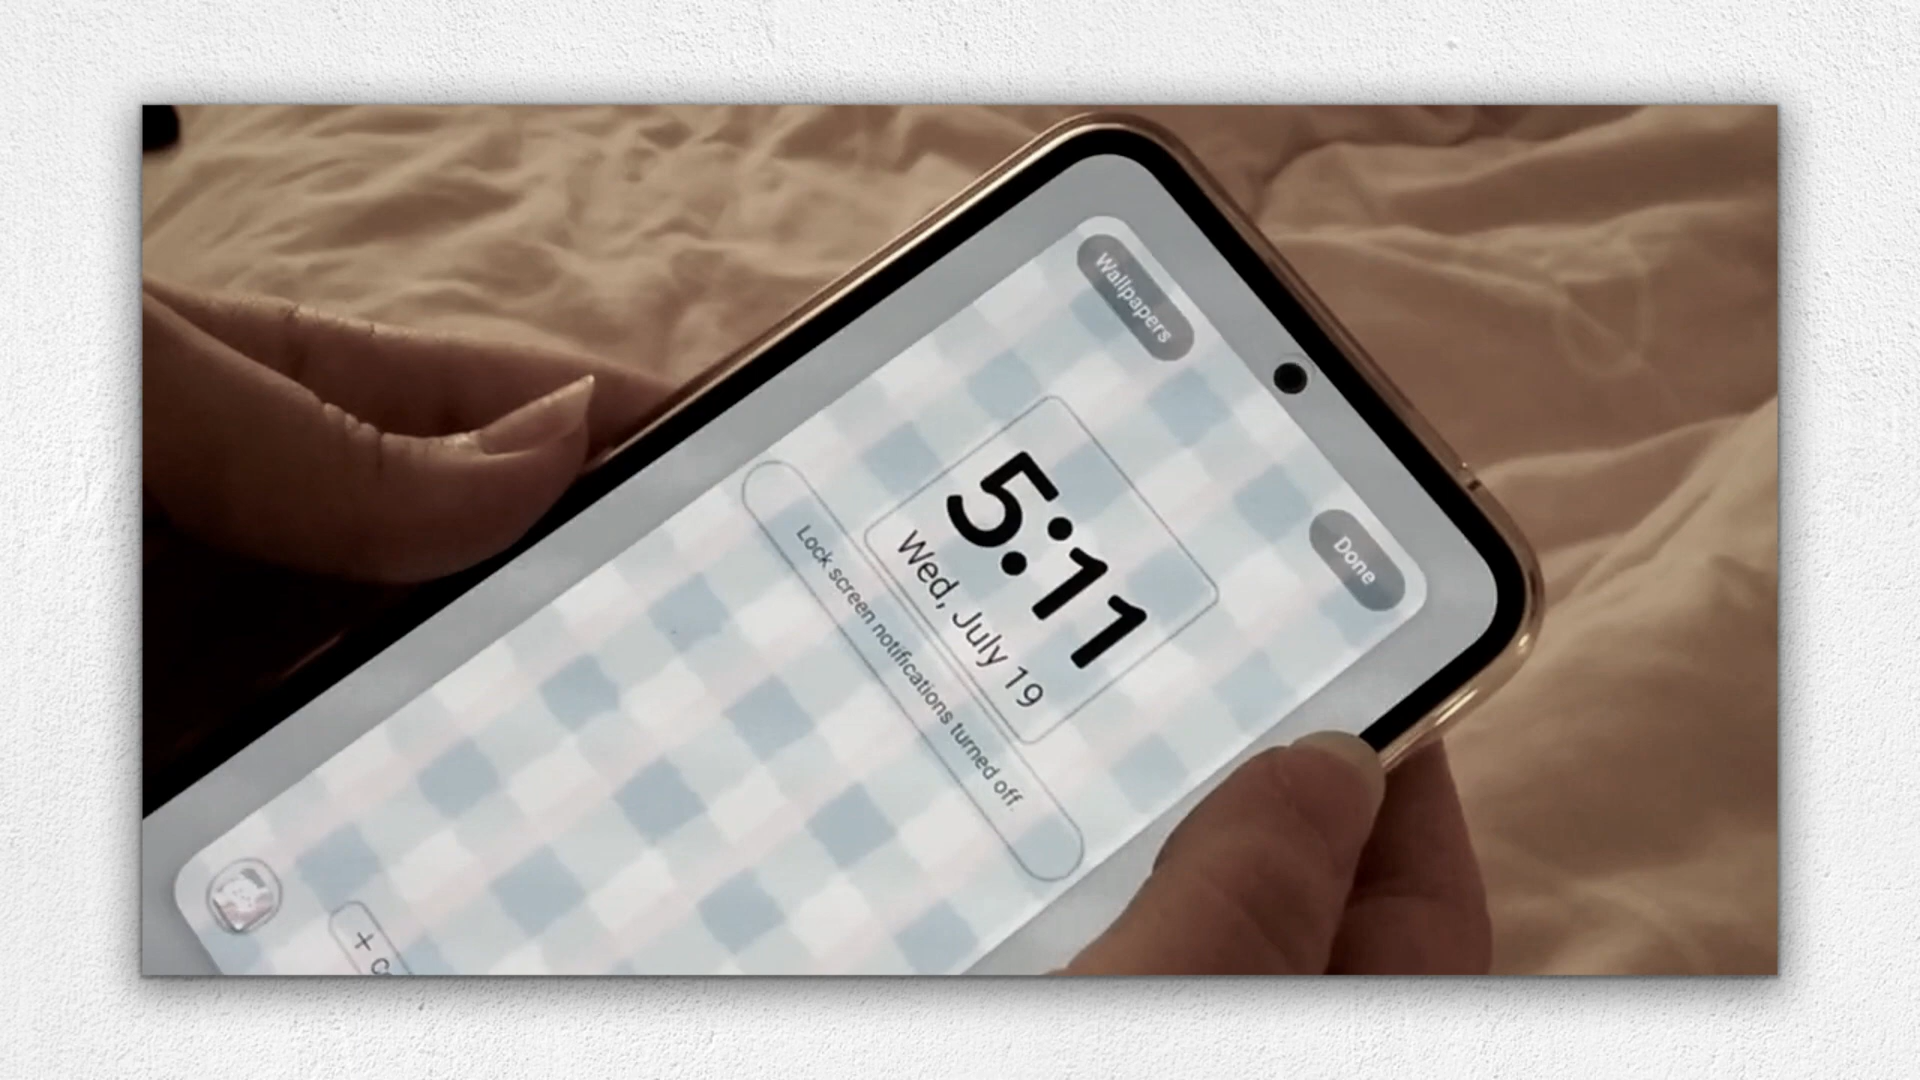 Wallpapers
Done
5:11
Wed, July 19
Lock screen notifications turned off.
+